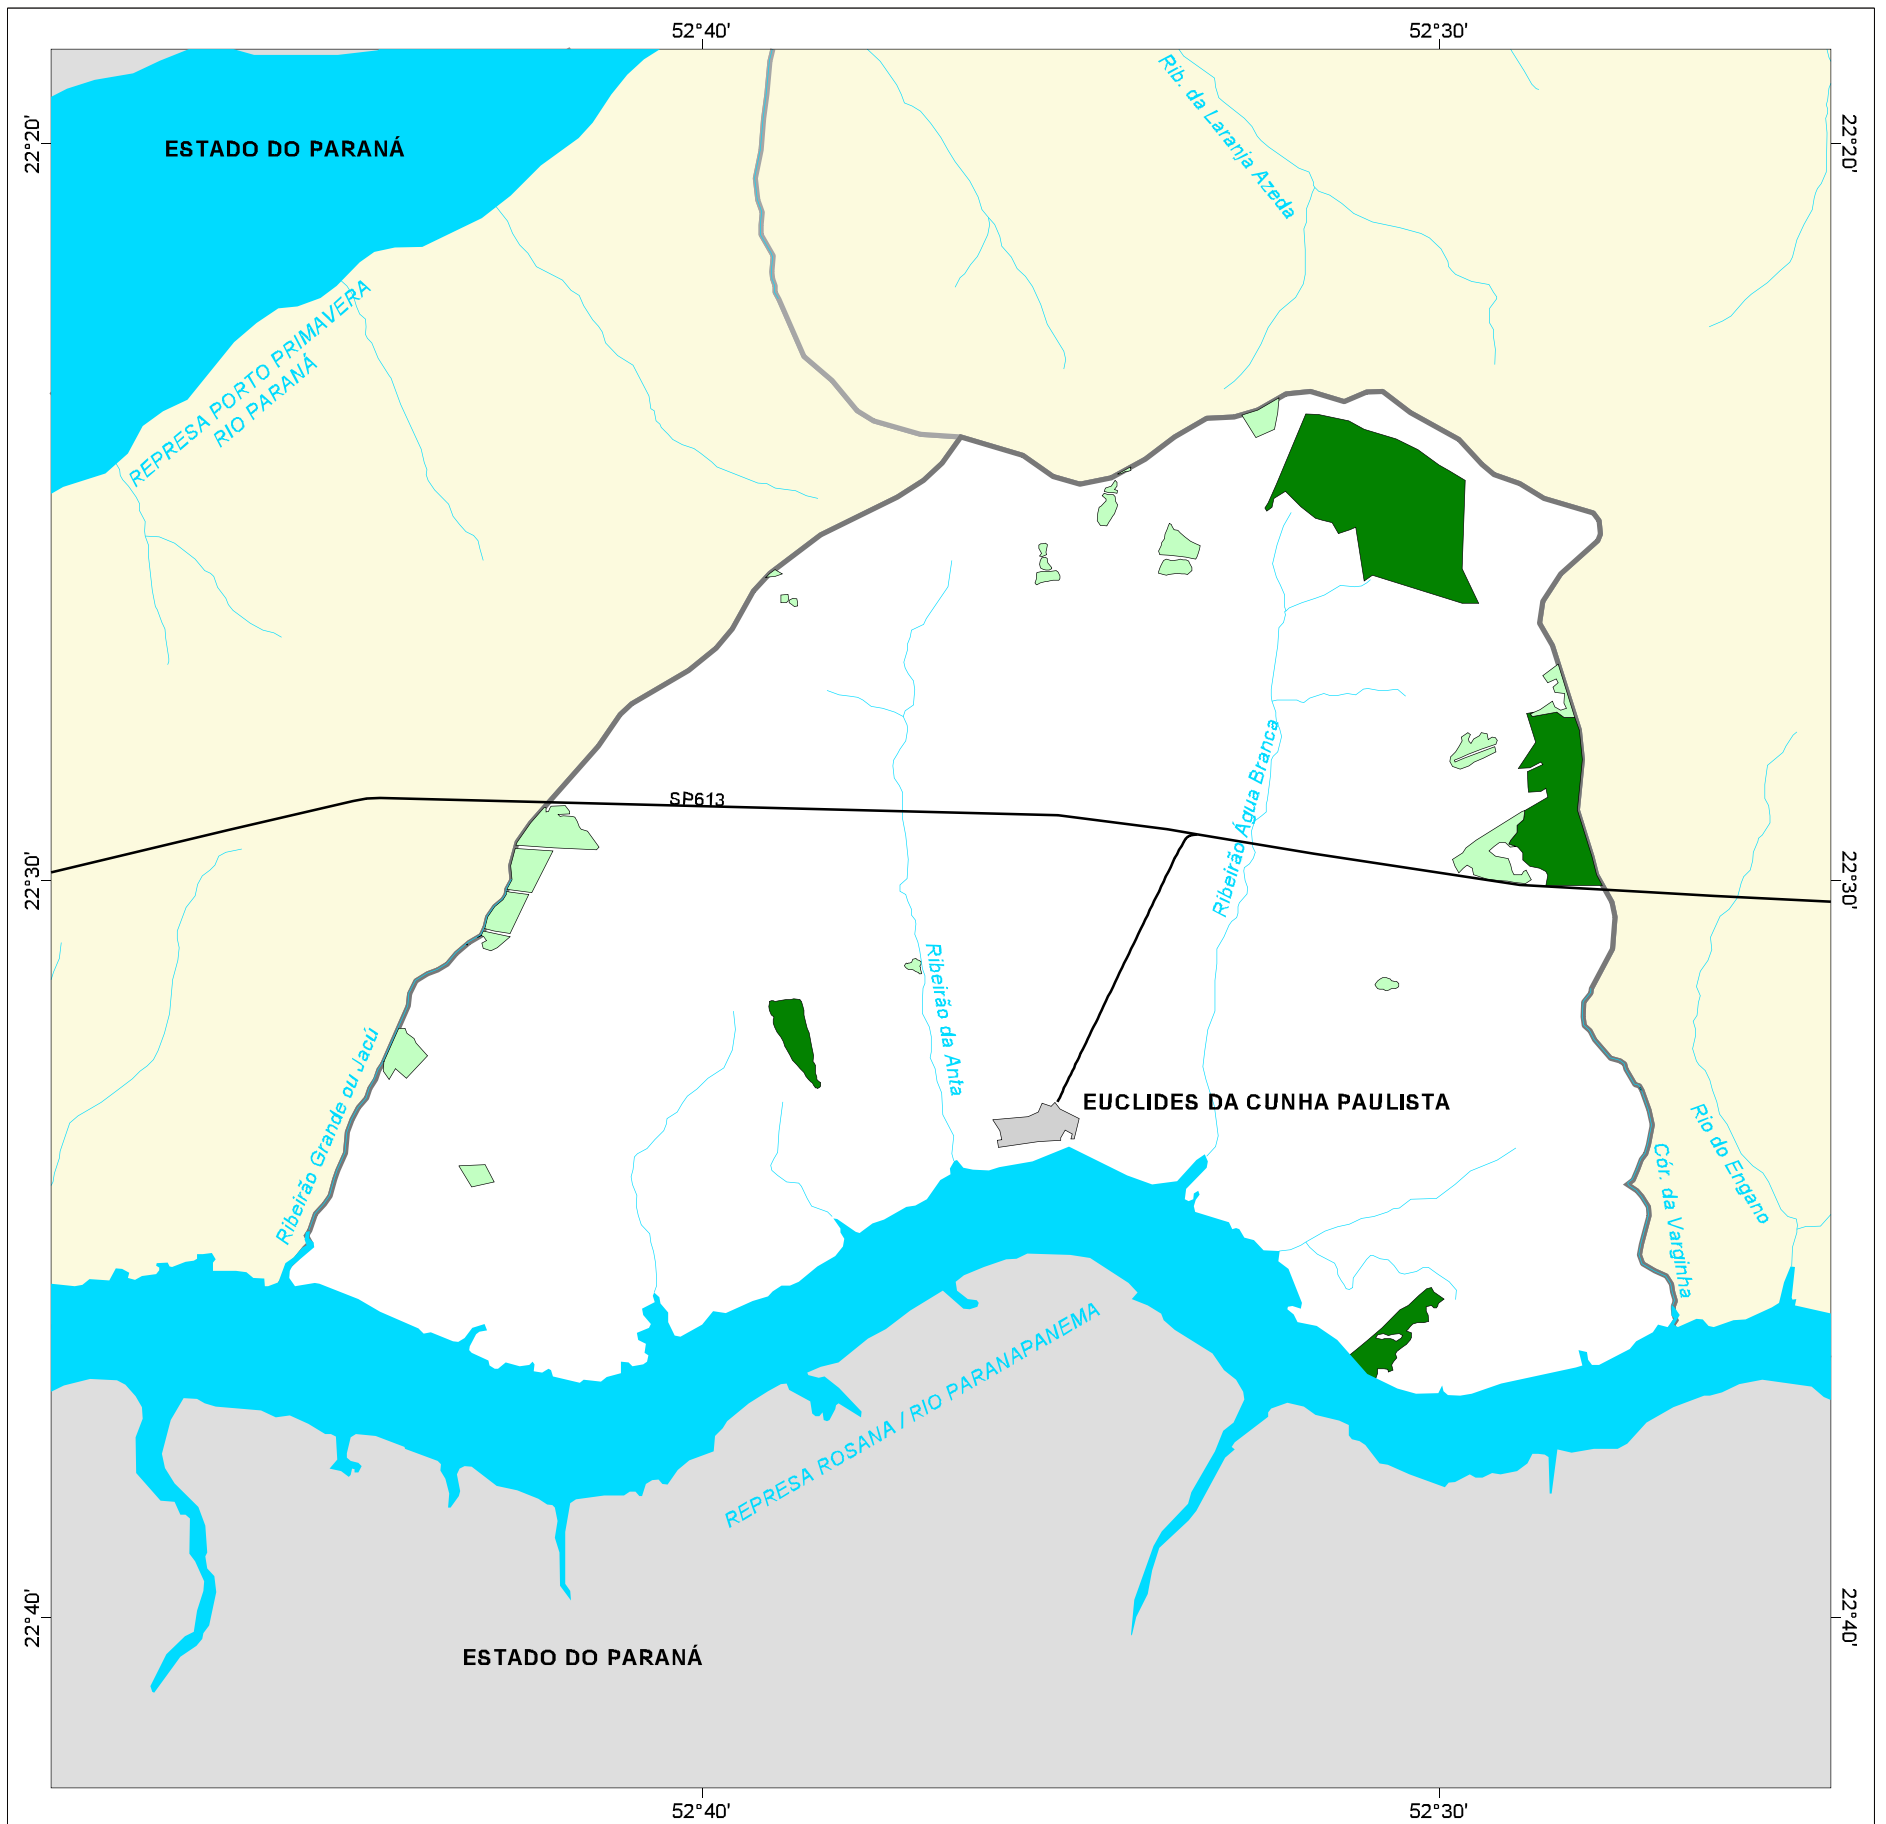 52°40' 52°30'
Rib. da Laranja Azeda
22°20' 22°20'
ESTADO DO PARANÁ
REPRESA PORTO PRIMAVERA
RIO PARANÁ
SP613
Ribeirão Água Branca
22°30' 22°30'
Ribeirão da Anta
Ribeirão Grande ou Jacú
EUCLIDES DA CUNHA PAULISTA
Rio do Engano
Cór. da Varginha
REPRESA ROSANA / RIO PARANAPANEMA
22°40' 22°40'
ESTADO DO PARANÁ
52°40' 52°30'